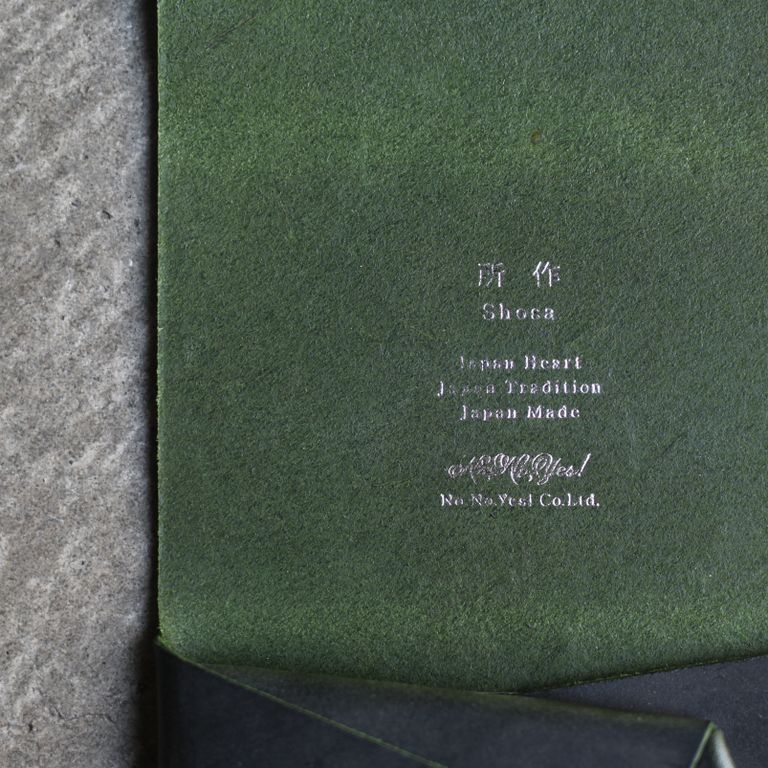 所作
Shosa
Japan Heart
Japan Tradition
Japan Made
No,No,Yes!
No.No.Yes! Co.Ltd.